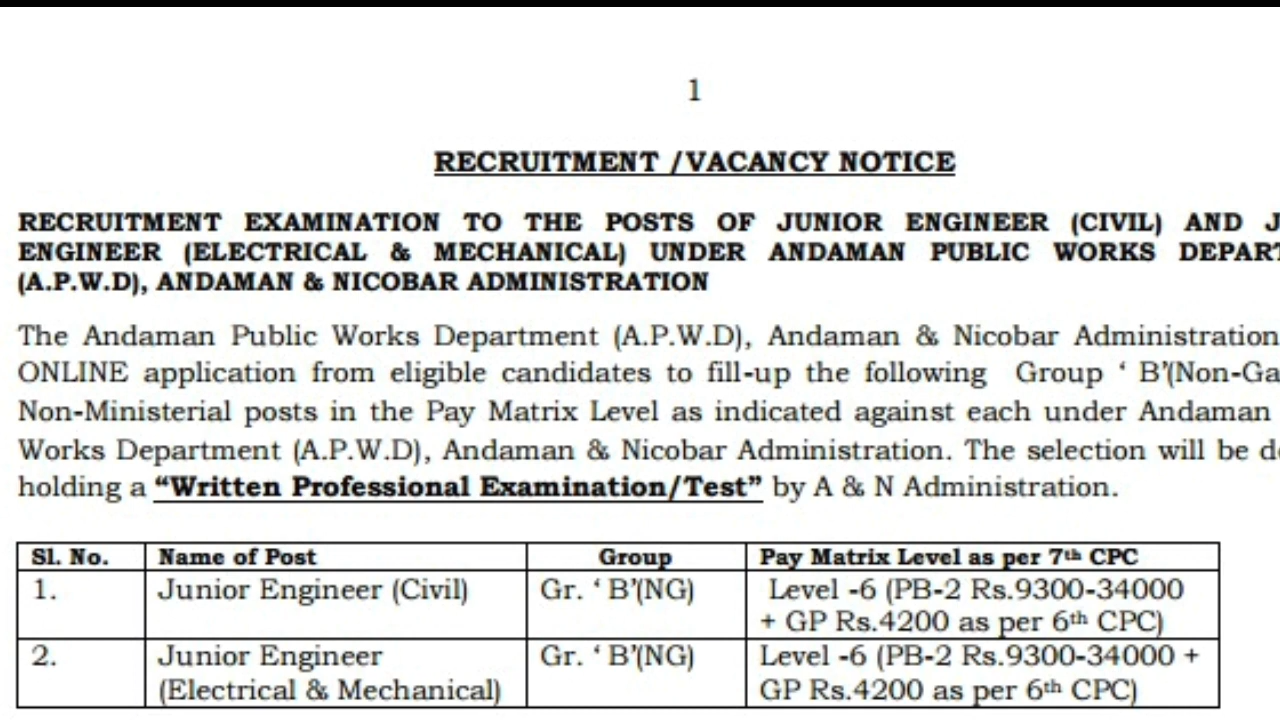 1
RECRUITMENT /VACANCY NOTICE
RECRUITMENT EXAMINATION TO THE POSTS OF JUNIOR ENGINEER (CIVIL) AND
ENGINEER (ELECTRICAL & MECHANICAL) UNDER ANDAMAN PUBLIC WORKS
(A.P.W.D), ANDAMAN & NICOBAR ADMINISTRATION
The Andaman Public Works Department (A.P.W.D), Andaman & Nicobar Administration
ONLINE application from eligible candidates to fill-up the following Group ‘ B’
Non-Ministerial posts in the Pay Matrix Level as indicated against each under Andaman
Works Department (A.P.W.D), Andaman & Nicobar Administration. The selection will be
holding a “Written Professional Examination/Test” by A & N Administration.
Sl. No. Name of Post Group Pay Matrix Level as per 7th CPC
1. Junior Engineer (Civil) Gr. ‘ B’(NG) Level -6 (PB-2 Rs.9300-34000
+ GP Rs.4200 as per 6th CPC)
2. Junior Engineer Gr. ‘ B’(NG) Level -6 (PB-2 Rs.9300-34000 +
(Electrical & Mechanical) GP Rs.4200 as per 6th CPC)